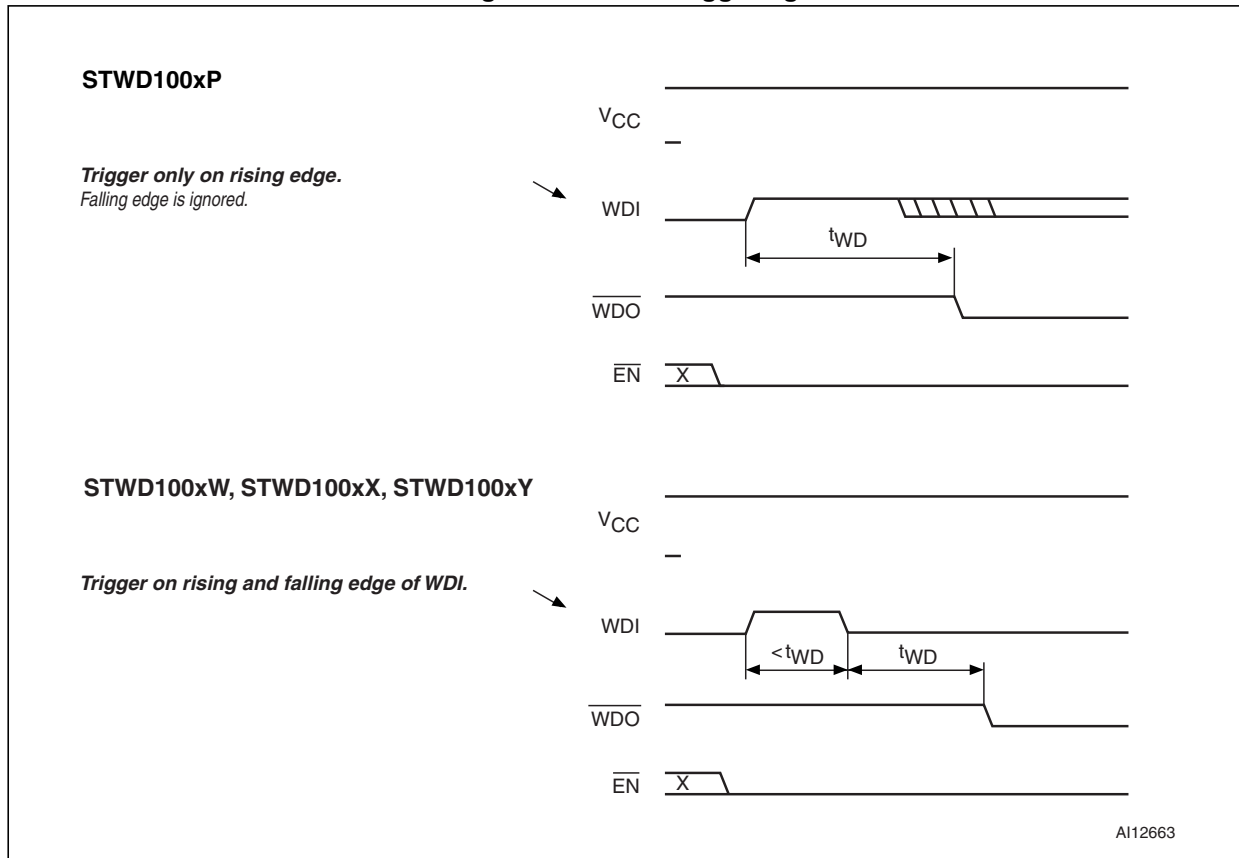 STWD100xP
VCC
Trigger only on rising edge.
Falling edge is ignored.
WDI
tWD
WDO
EN
X
STWD100xW, STWD100xX, STWD100xY
VCC
Trigger on rising and falling edge of WDI.
WDI
<tWD
tWD
WDO
EN
X
AI12663